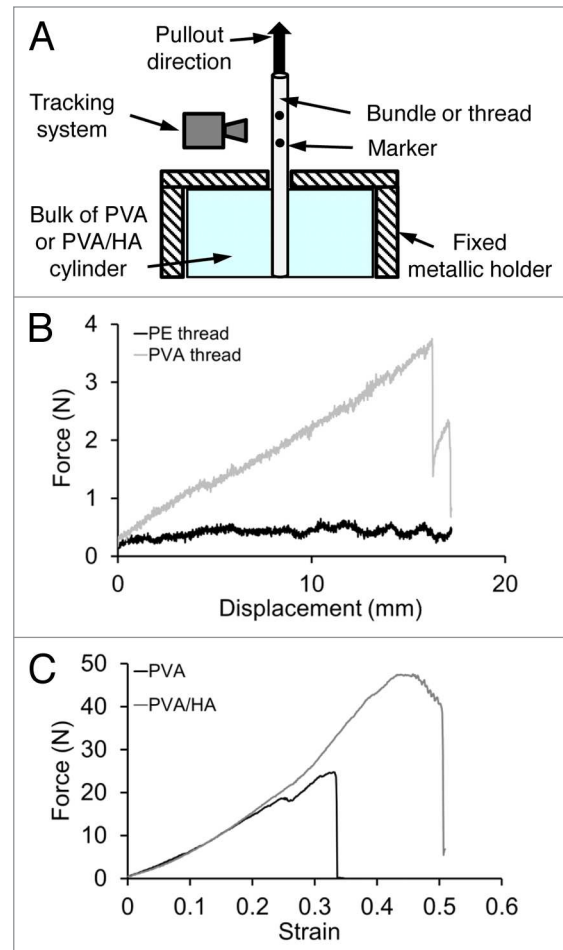 A
Pullout
direction
Tracking
system
Bundle or thread
Marker
Bulk of PVA
or PVA/HA
cylinder
Fixed
metallic holder
B
PE thread
PVA thread
Force (N)
4
3
2
1
0
0
10
20
Displacement (mm)
C
PVA
PVA/HA
Force (N)
50
40
30
20
10
0
0
0.1
0.2
0.3
0.4
0.5
0.6
Strain